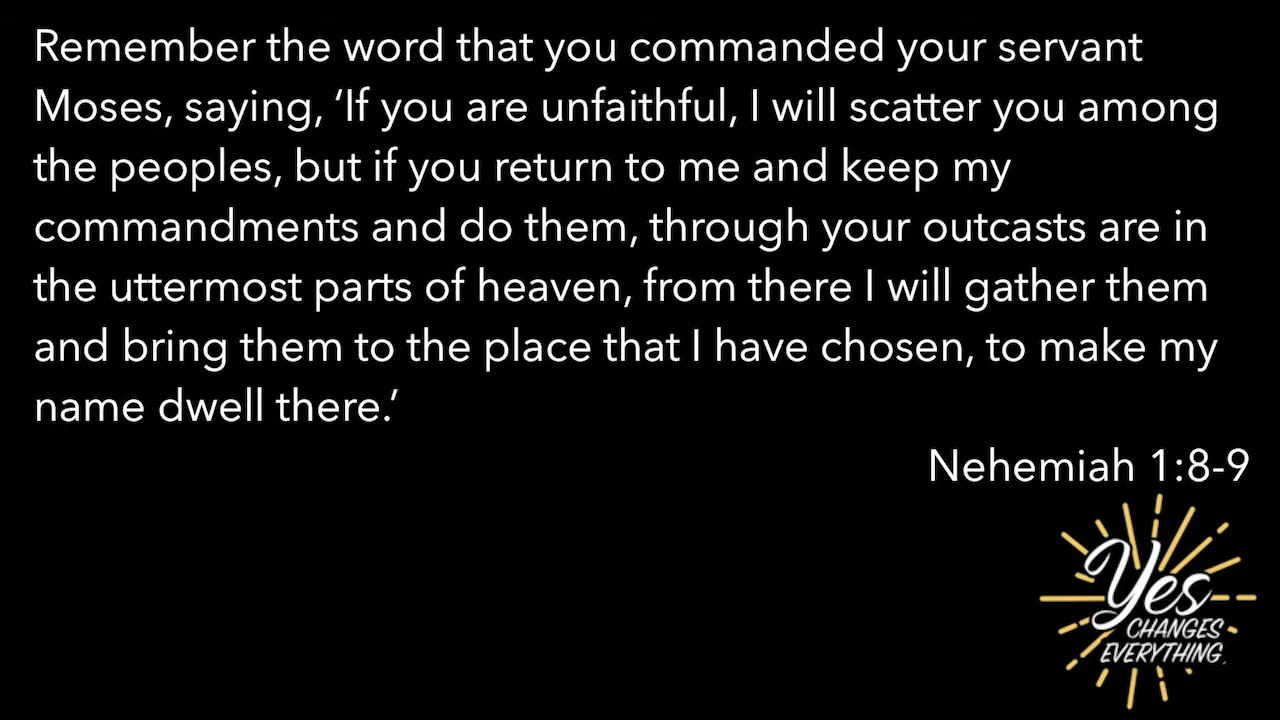 Remember the word that you commanded your servant
Moses, saying, ‘If you are unfaithful, I will scatter you among
the peoples, but if you return to me and keep my
commandments and do them, through your outcasts are in
the uttermost parts of heaven, from there I will gather them
and bring them to the place that I have chosen, to make my
name dwell there.’
Nehemiah 1:8-9
Yes
CHANGES
EVERYTHING.